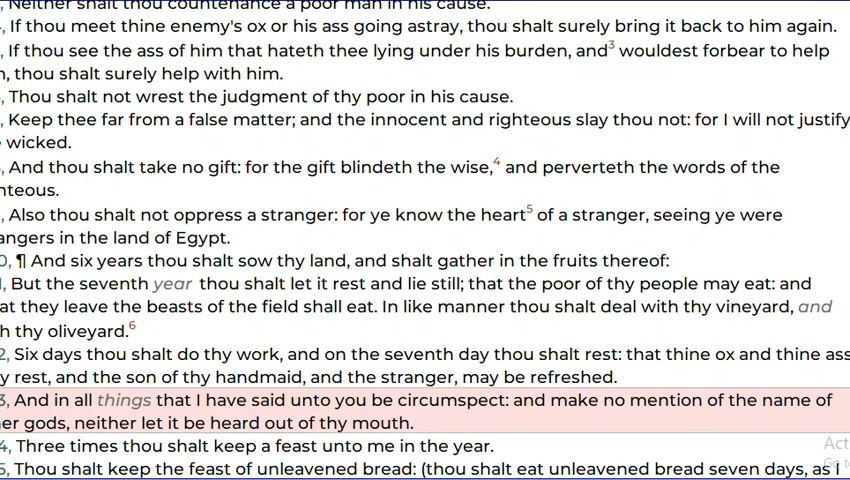 , Neither shalt thou countenance a poor man in his cause.
, If thou meet thine enemy's ox or his ass going astray, thou shalt surely bring it back to him again.
, If thou see the ass of him that hateth thee lying under his burden, and³ wouldest forbear to help
, thou shalt surely help with him.
, Thou shalt not wrest the judgment of thy poor in his cause.
, Keep thee far from a false matter; and the innocent and righteous slay thou not: for I will not justify
wicked.
, And thou shalt take no gift: for the gift blindeth the wise,⁴ and perverteth the words of the
hteous.
, Also thou shalt not oppress a stranger: for ye know the heart⁵ of a stranger, seeing ye were
angers in the land of Egypt.
0, ¶ And six years thou shalt sow thy land, and shalt gather in the fruits thereof:
, But the seventh year thou shalt let it rest and lie still; that the poor of thy people may eat: and
at they leave the beasts of the field shall eat. In like manner thou shalt deal with thy vineyard, and
h thy oliveyard.⁶
2, Six days thou shalt do thy work, and on the seventh day thou shalt rest: that thine ox and thine ass
y rest, and the son of thy handmaid, and the stranger, may be refreshed.
3, And in all things that I have said unto you be circumspect: and make no mention of the name of
er gods, neither let it be heard out of thy mouth.
4, Three times thou shalt keep a feast unto me in the year.
5, Thou shalt keep the feast of unleavened bread: (thou shalt eat unleavened bread seven days, as I
Act
Go to